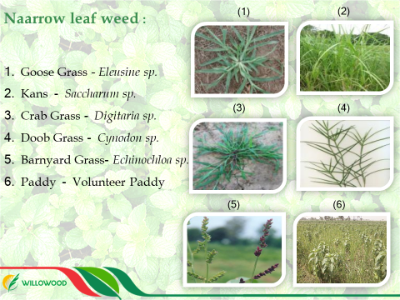 Naarrow leaf weed :
1. Goose Grass - Eleusine sp.
2. Kans - Saccharum sp.
3. Crab Grass - Digitaria sp.
4. Doob Grass - Cynodon sp.
5. Barnyard Grass- Echinochloa sp.
6. Paddy - Volunteer Paddy
(1)
(2)
(3)
(4)
(5)
(6)
WILLOWOOD